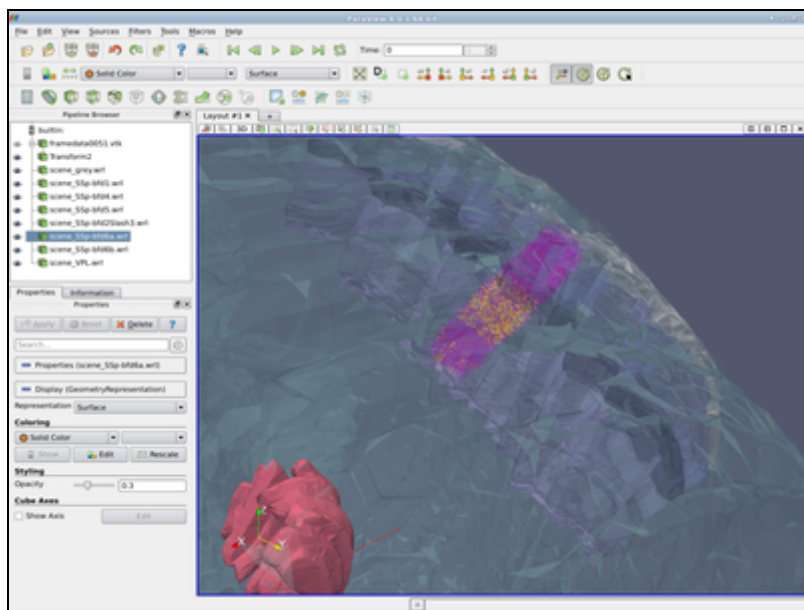 File Edit View Sources Filters Tools Macros Help
Time: 0
Solid Color Surface
Pipeline Browser
Layout #1
builtin:
3D
framedata0051.vtk
Transform2
scene_grey.wrl
scene_SSp-bfd1.wrl
scene_SSp-bfd4.wrl
scene_SSp-bfd5.wrl
scene_SSp-bfd2Slash3.wrl
scene_SSp-bfd6a.wrl
scene_SSp-bfd6b.wrl
scene_VPL.wrl
Properties Information
Properties
Apply Reset Delete ?
Search...
Properties (scene_SSp-bfd6a.wrl)
Display (GeometryRepresentation)
Representation Surface
Coloring
Solid Color
Show Edit Rescale
Styling
Opacity 0.3
Cube Axes
Show Axis Edit
Z
X Y